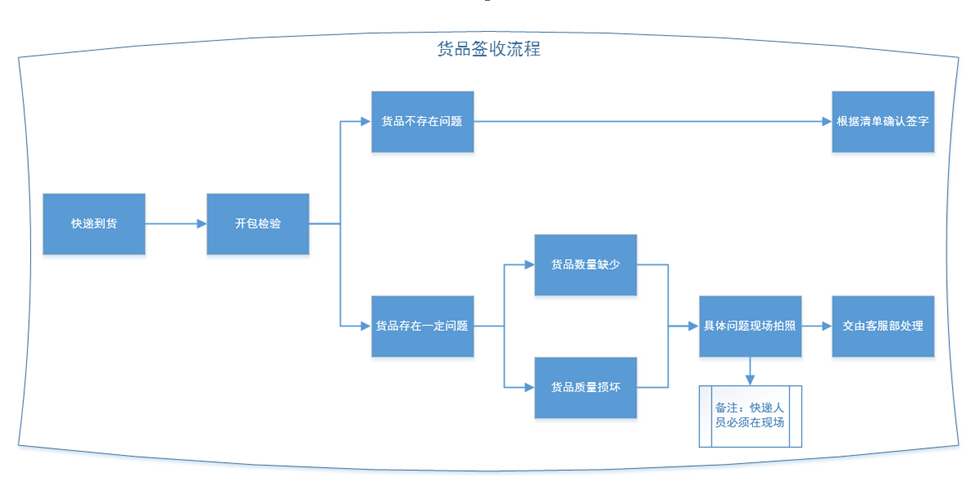 货品签收流程
货品不存在问题
根据清单确认签字
快递到货
开包检验
货品数量缺少
货品存在一定问题
具体问题现场拍照
交由客服部处理
货品质量损坏
备注：快递人
员必须在现场